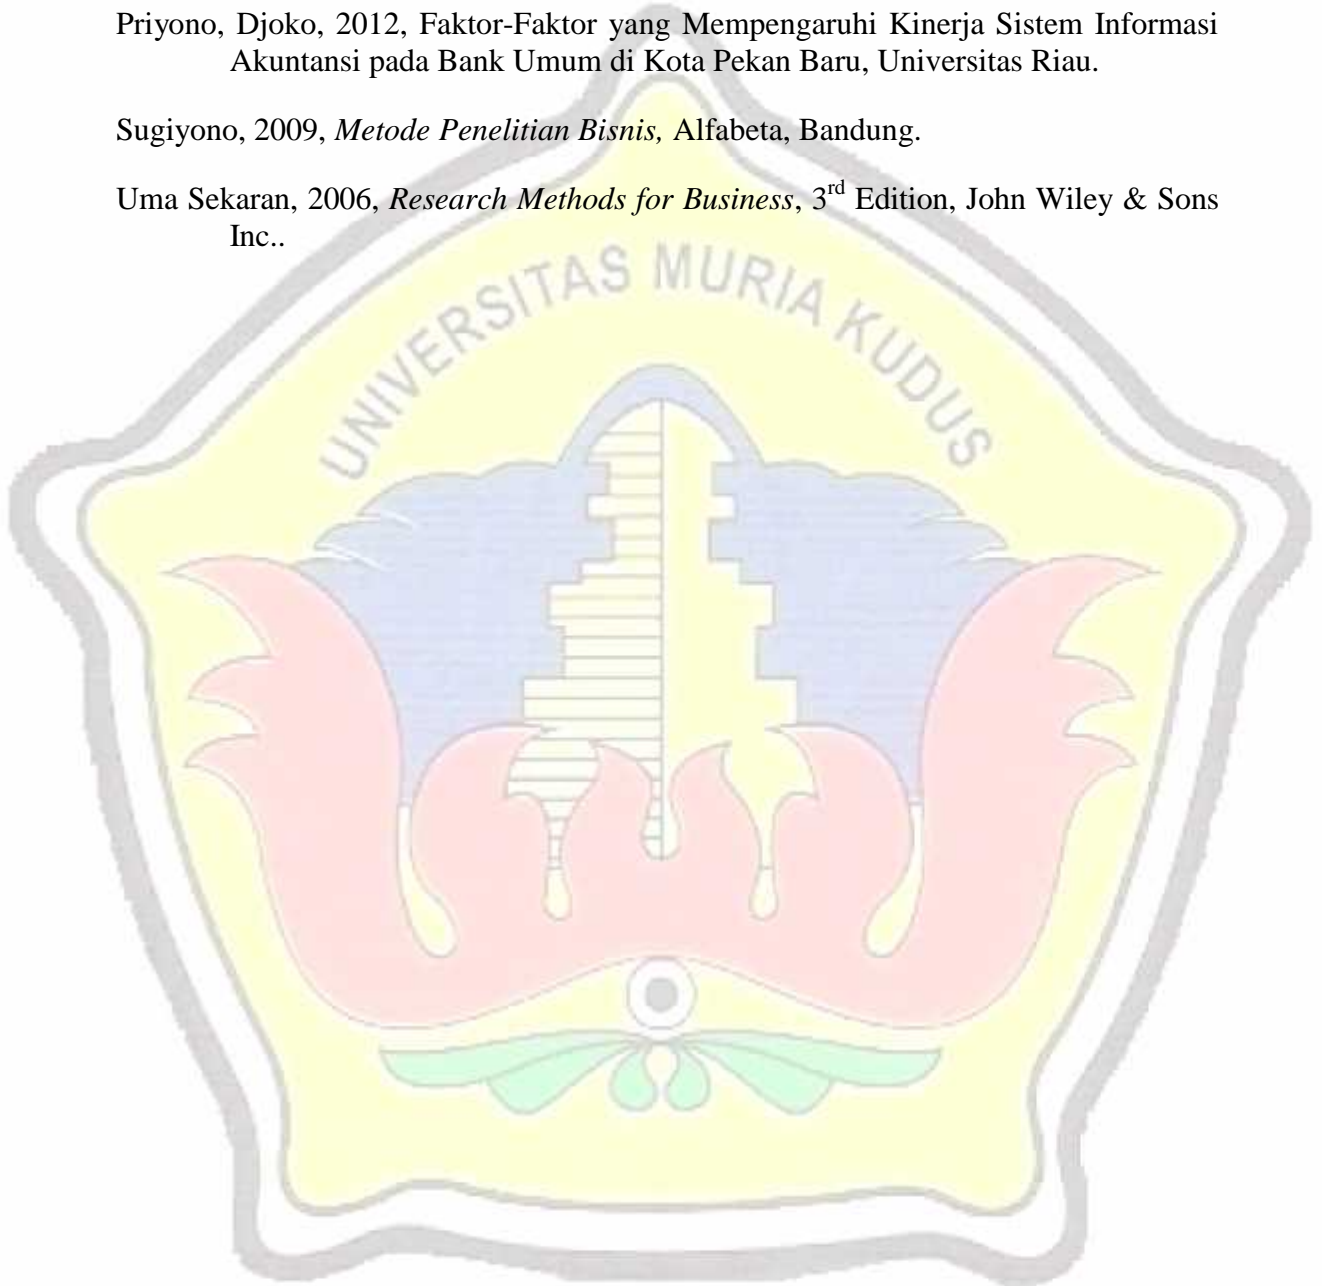 Priyono, Djoko, 2012, Faktor-Faktor yang Mempengaruhi Kinerja Sistem Informasi
Akuntansi pada Bank Umum di Kota Pekan Baru, Universitas Riau.
Sugiyono, 2009, Metode Penelitian Bisnis, Alfabeta, Bandung.
Uma Sekaran, 2006, Research Methods for Business, 3rd Edition, John Wiley & Sons
Inc..
UNIVERSITAS MURIA KUDUS